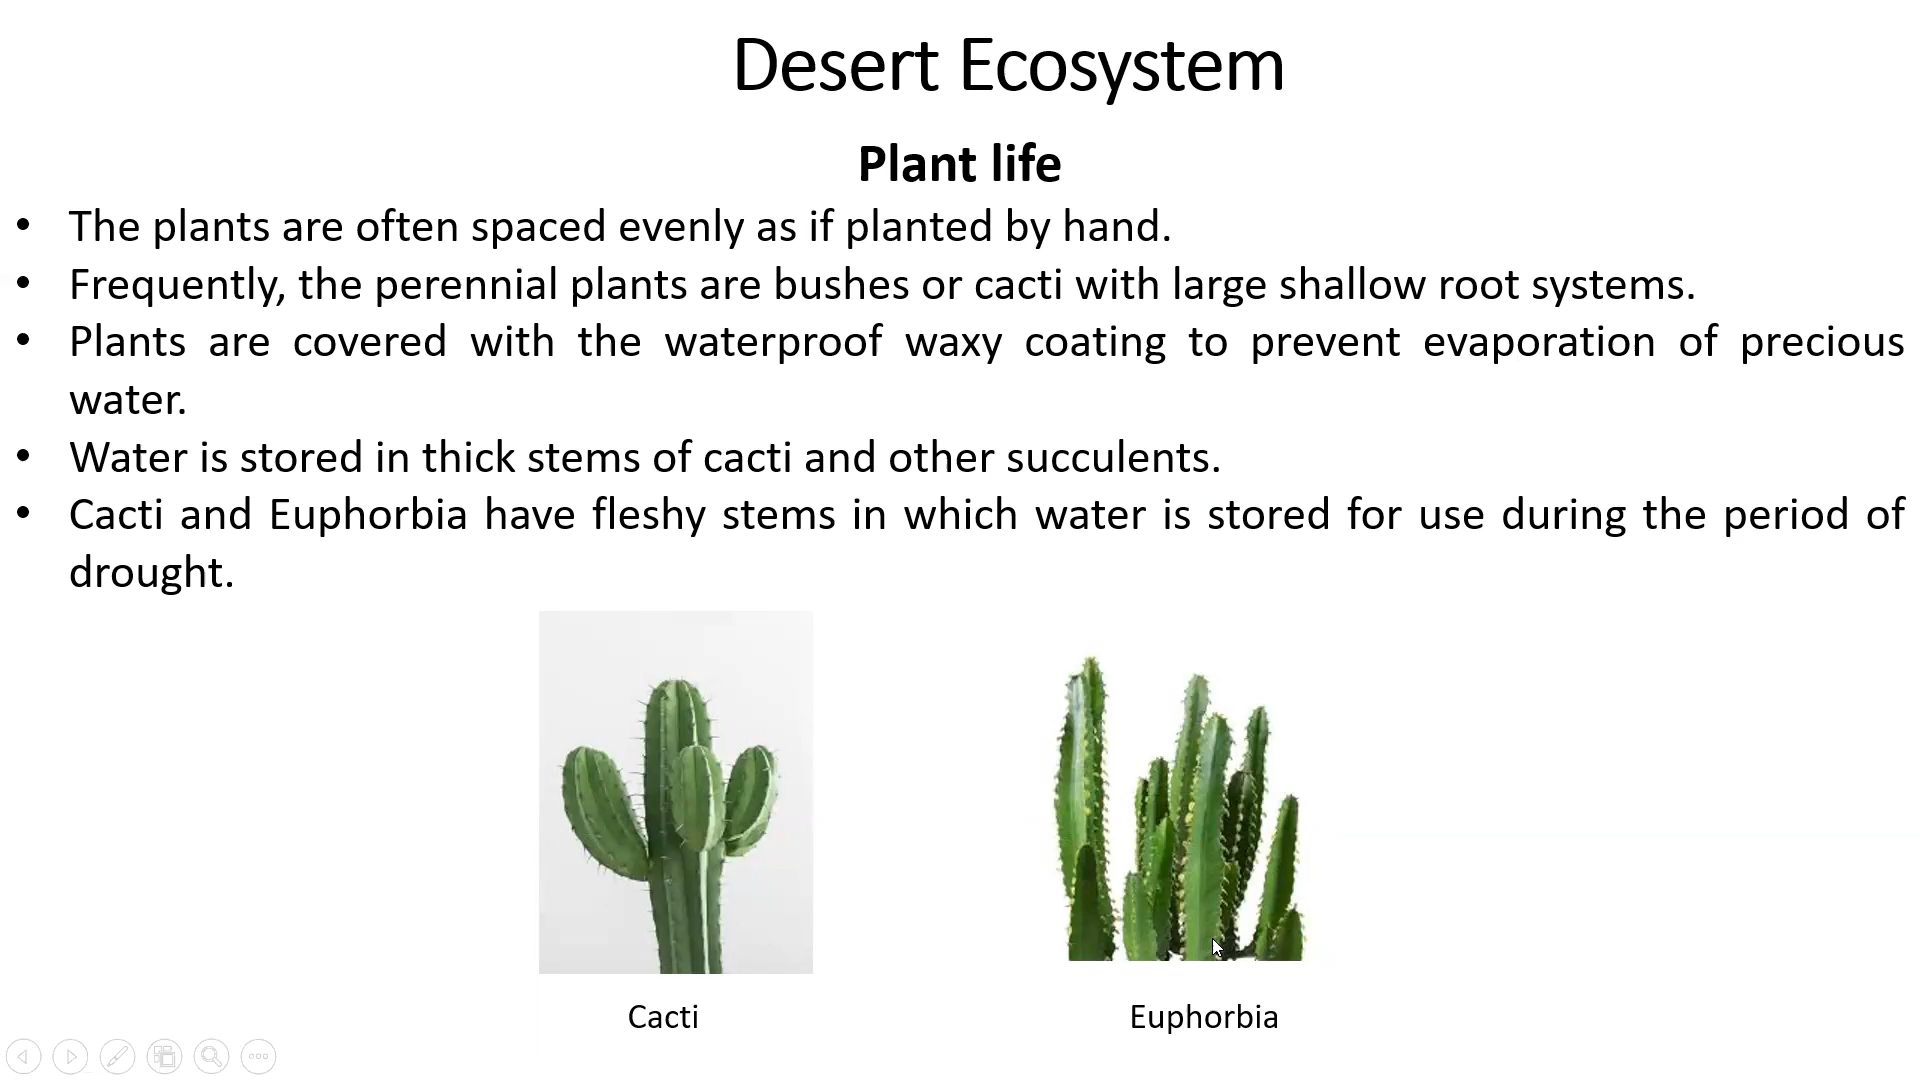 Desert Ecosystem
Plant life
• The plants are often spaced evenly as if planted by hand.
• Frequently, the perennial plants are bushes or cacti with large shallow root systems.
• Plants are covered with the waterproof waxy coating to prevent evaporation of precious
water.
• Water is stored in thick stems of cacti and other succulents.
• Cacti and Euphorbia have fleshy stems in which water is stored for use during the period of
drought.
Cacti
Euphorbia